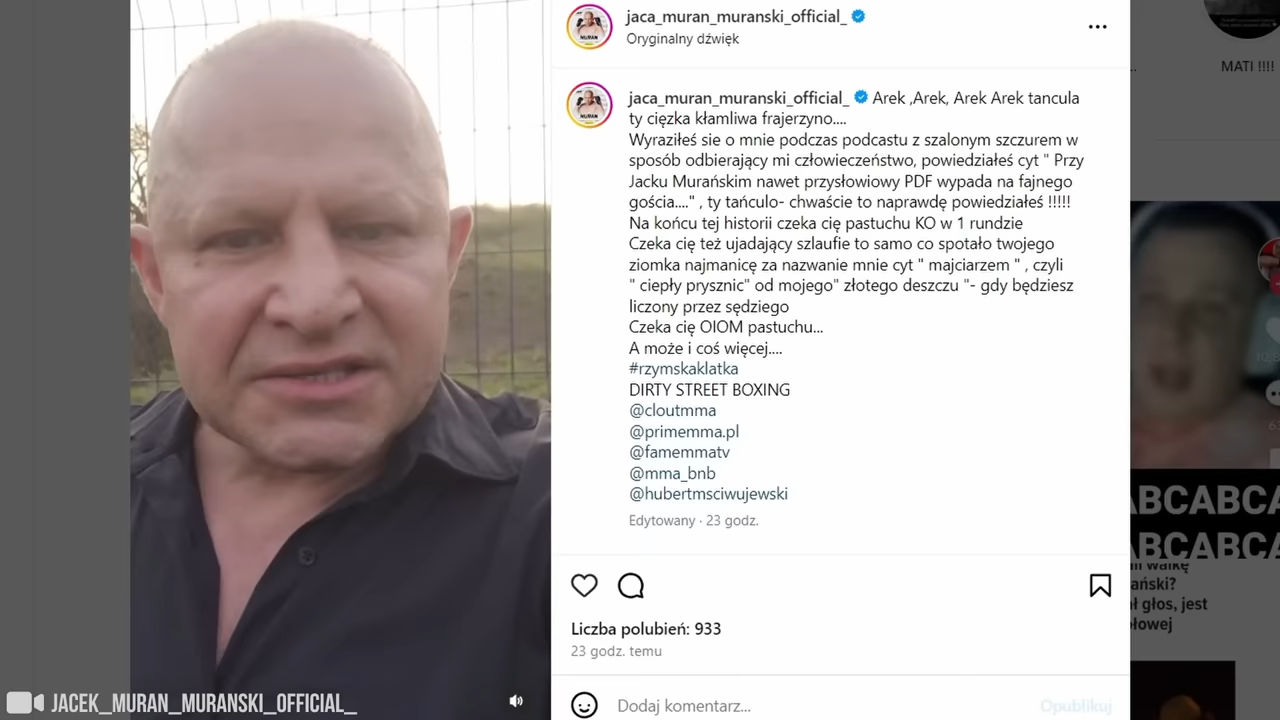 jaca_muran_muranski_official_
Oryginalny dźwięk
MATI !!!!
jaca_muran_muranski_official_ Arek ,Arek, Arek Arek tancula
ty cięzka kłamliwa frajerzyno....
Wyraziłeś sie o mnie podczas podcastu z szalonym szczurem w
sposób odbierający mi człowieczeństwo, powiedziałeś cyt " Przy
Jacku Murańskim nawet przysłowiowy PDF wypada na fajnego
gościa...." , ty tańculo- chwaście to naprawdę powiedziałeś !!!!!
Na końcu tej historii czeka cię pastuchu KO w 1 rundzie
Czeka cię też ujadający szlaufie to samo co spotało twojego
ziomka najmanicę za nazwanie mnie cyt " majciarzem " , czyli
" ciepły prysznic" od mojego" złotego deszczu "- gdy będziesz
liczony przez sędziego
Czeka cię OIOM pastuchu...
A może i coś więcej....
#rzymskaklatka
DIRTY STREET BOXING
@cloutmma
@primemma.pl
@famemmatv
@mma_bnb
@hubertmsciwujewski
Edytowany · 23 godz.
ABCABC
ABCABC
walkę
ański?
ał głos, jest
łowej
Liczba polubień: 933
23 godz. temu
Dodaj komentarz...
Opublikuj
JACEK_MURAN_MURANSKI_OFFICIAL_